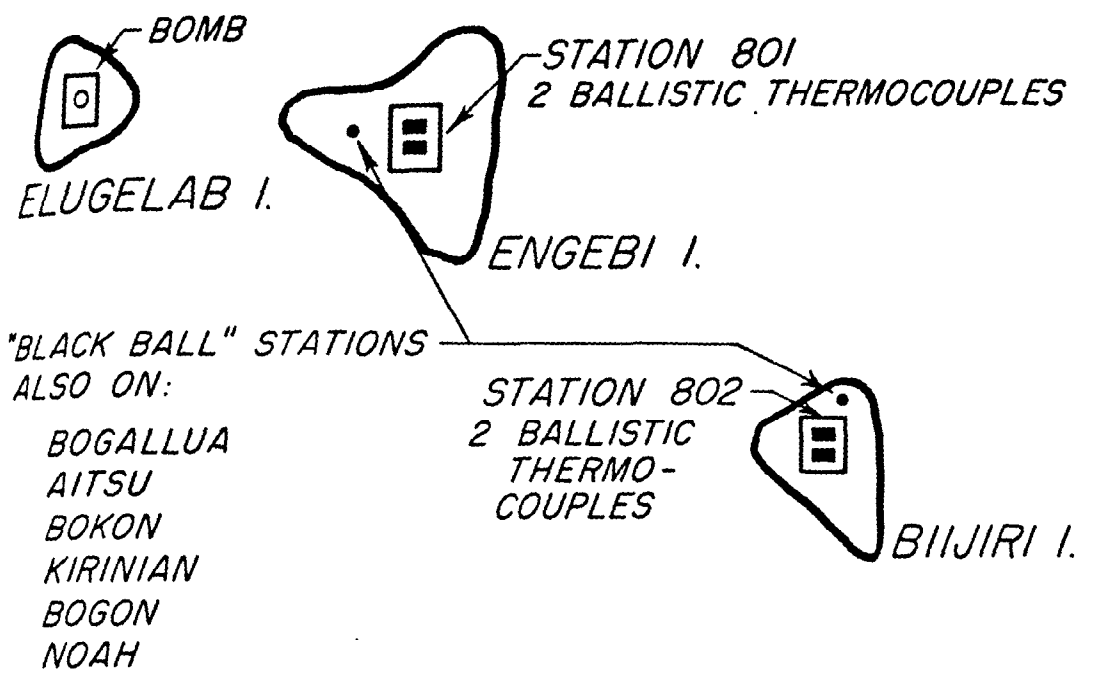 BOMB
STATION 801
2 BALLISTIC THERMOCOUPLES
ELUGELAB I.
ENGEBI I.
"BLACK BALL" STATIONS
ALSO ON:
BOGALLUA
AITSU
BOKON
KIRINIAN
BOGON
NOAH
STATION 802
2 BALLISTIC
THERMO-
COUPLES
BIIJIRI I.